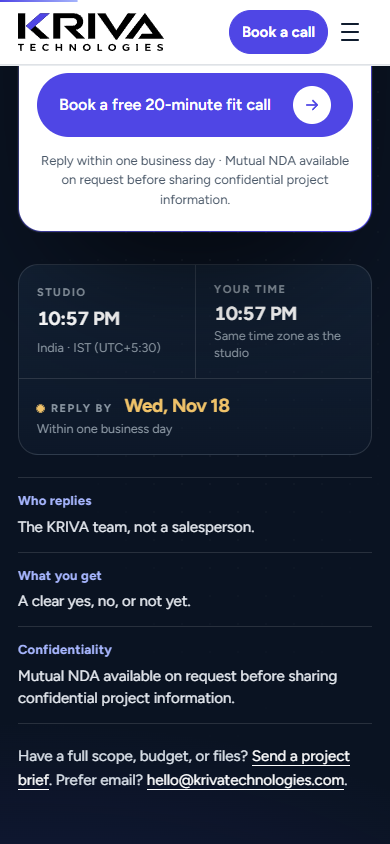 KRIVA
TECHNOLOGIES
Book a call
Book a free 20-minute fit call
Reply within one business day · Mutual NDA available
on request before sharing confidential project
information.
STUDIO
10:57 PM
India · IST (UTC+5:30)
YOUR TIME
10:57 PM
Same time zone as the
studio
REPLY BY Wed, Nov 18
Within one business day
Who replies
The KRIVA team, not a salesperson.
What you get
A clear yes, no, or not yet.
Confidentiality
Mutual NDA available on request before sharing
confidential project information.
Have a full scope, budget, or files? Send a project
brief. Prefer email? hello@krivatechnologies.com.